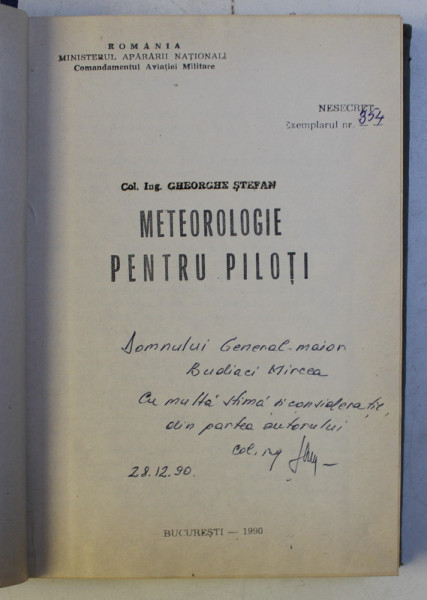 ROMÂNIA
MINISTERUL APĂRĂRII NAȚIONALE
Comandamentul Aviației Militare
NESECRET
Exemplarul nr. 354
Col. Ing. GHEORGHE ȘTEFAN
METEOROLOGIE
PENTRU PILOȚI
Domnului General-maior
Budiaci Mircea
Cu multă stimă și considerație,
din partea autorului
col. ing
28.12.90.
BUCUREȘTI — 1990